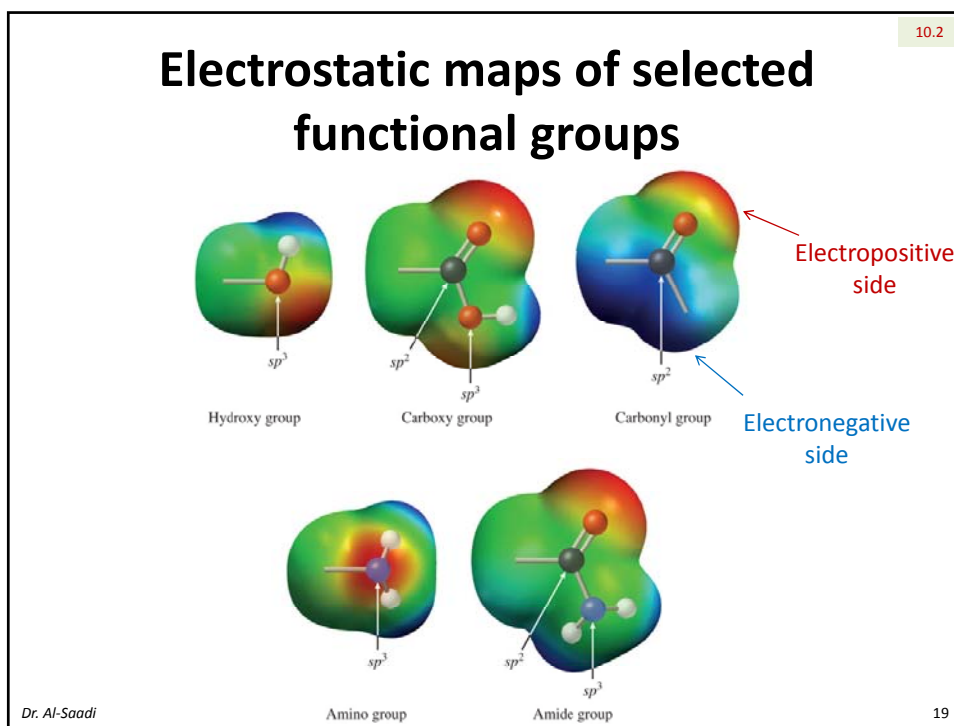 10.2
Electrostatic maps of selected
functional groups
Electropositive
side
sp³
sp²
sp³
sp²
Hydroxy group
Carboxy group
Carbonyl group
Electronegative
side
sp³
sp²
sp³
Amino group
Amide group
Dr. Al-Saadi
19